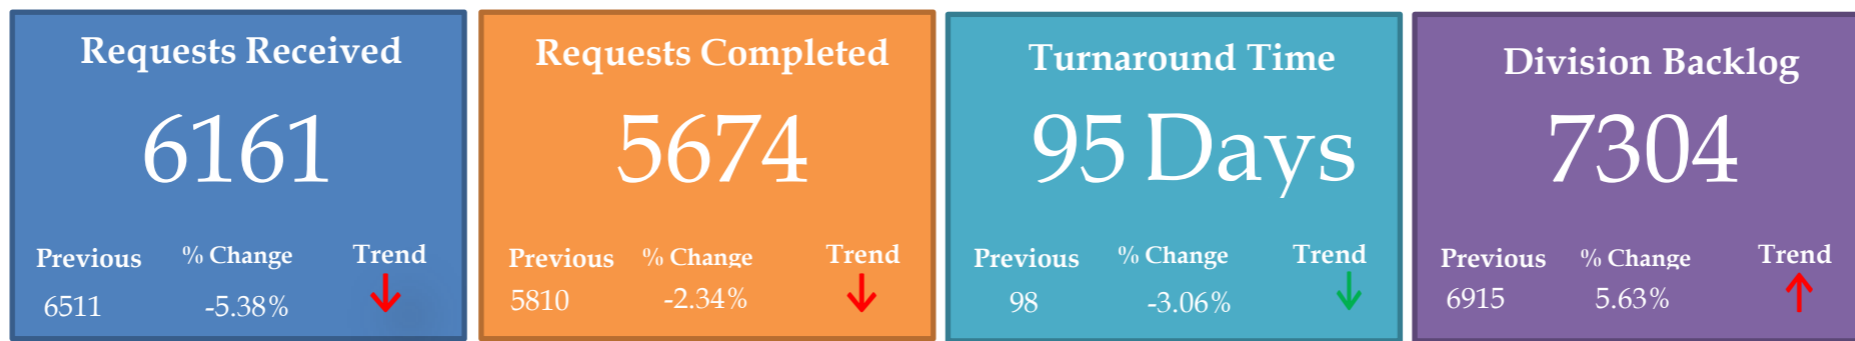 Requests Received
6161
Previous % Change Trend
6511 -5.38%
Requests Completed
5674
Previous % Change Trend
5810 -2.34%
Turnaround Time
95 Days
Previous % Change Trend
98 -3.06%
Division Backlog
7304
Previous % Change Trend
6915 5.63%